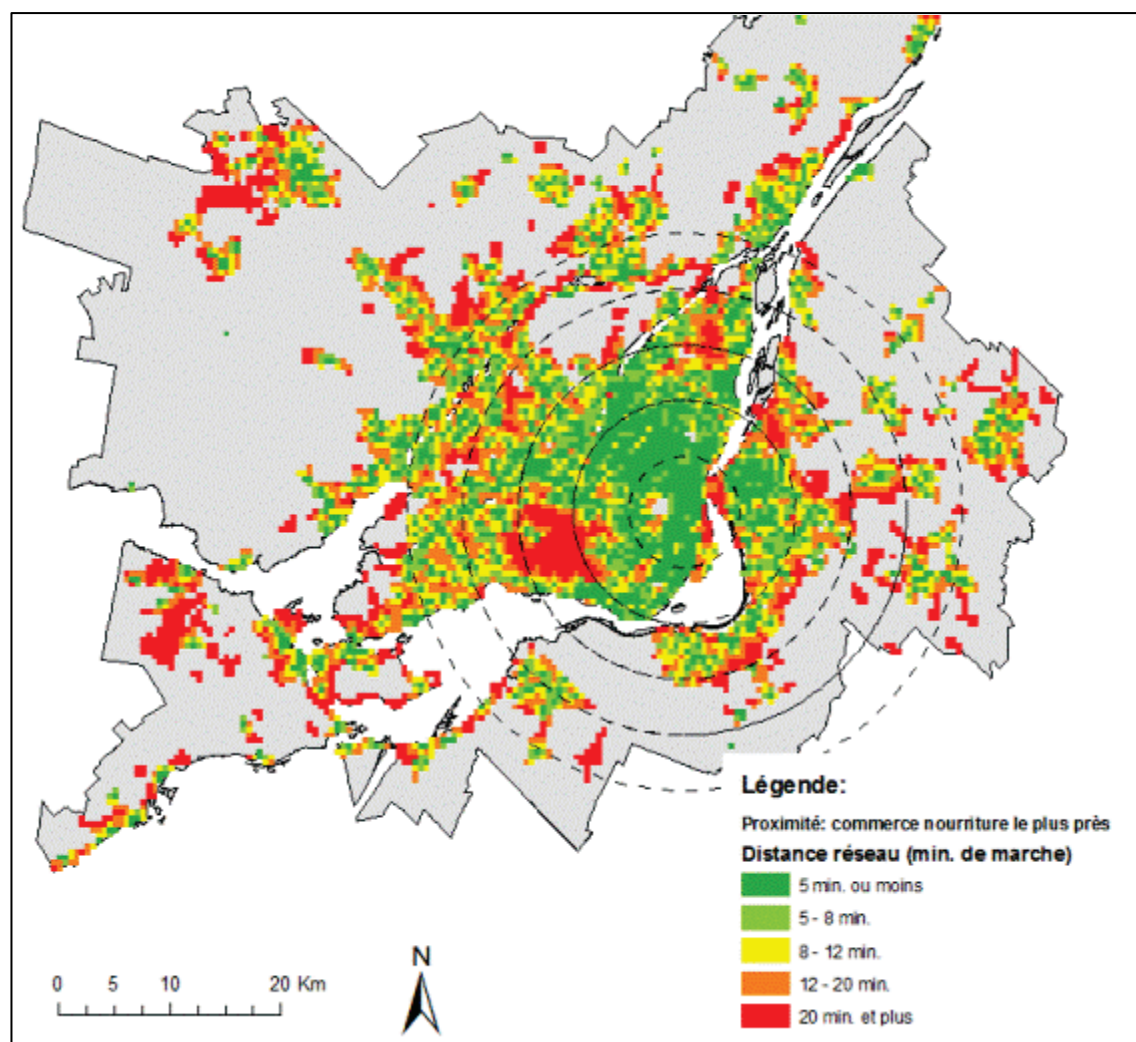 Légende:
Proximité: commerce nourriture le plus près
Distance réseau (min. de marche)
5 min. ou moins
5 - 8 min.
8 - 12 min.
12 - 20 min.
20 min. et plus
N
0 5 10 20 Km